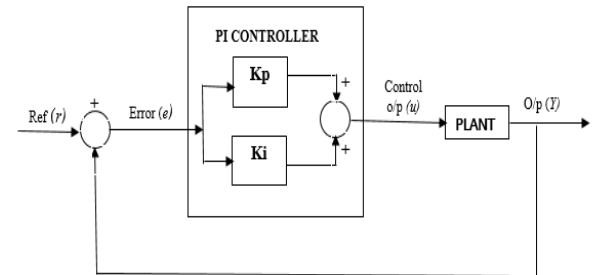 PI CONTROLLER
Kp
+
Control
o/p (u)
O/p (Y)
+
Ref (r)
Error (e)
PLANT
Ki
+